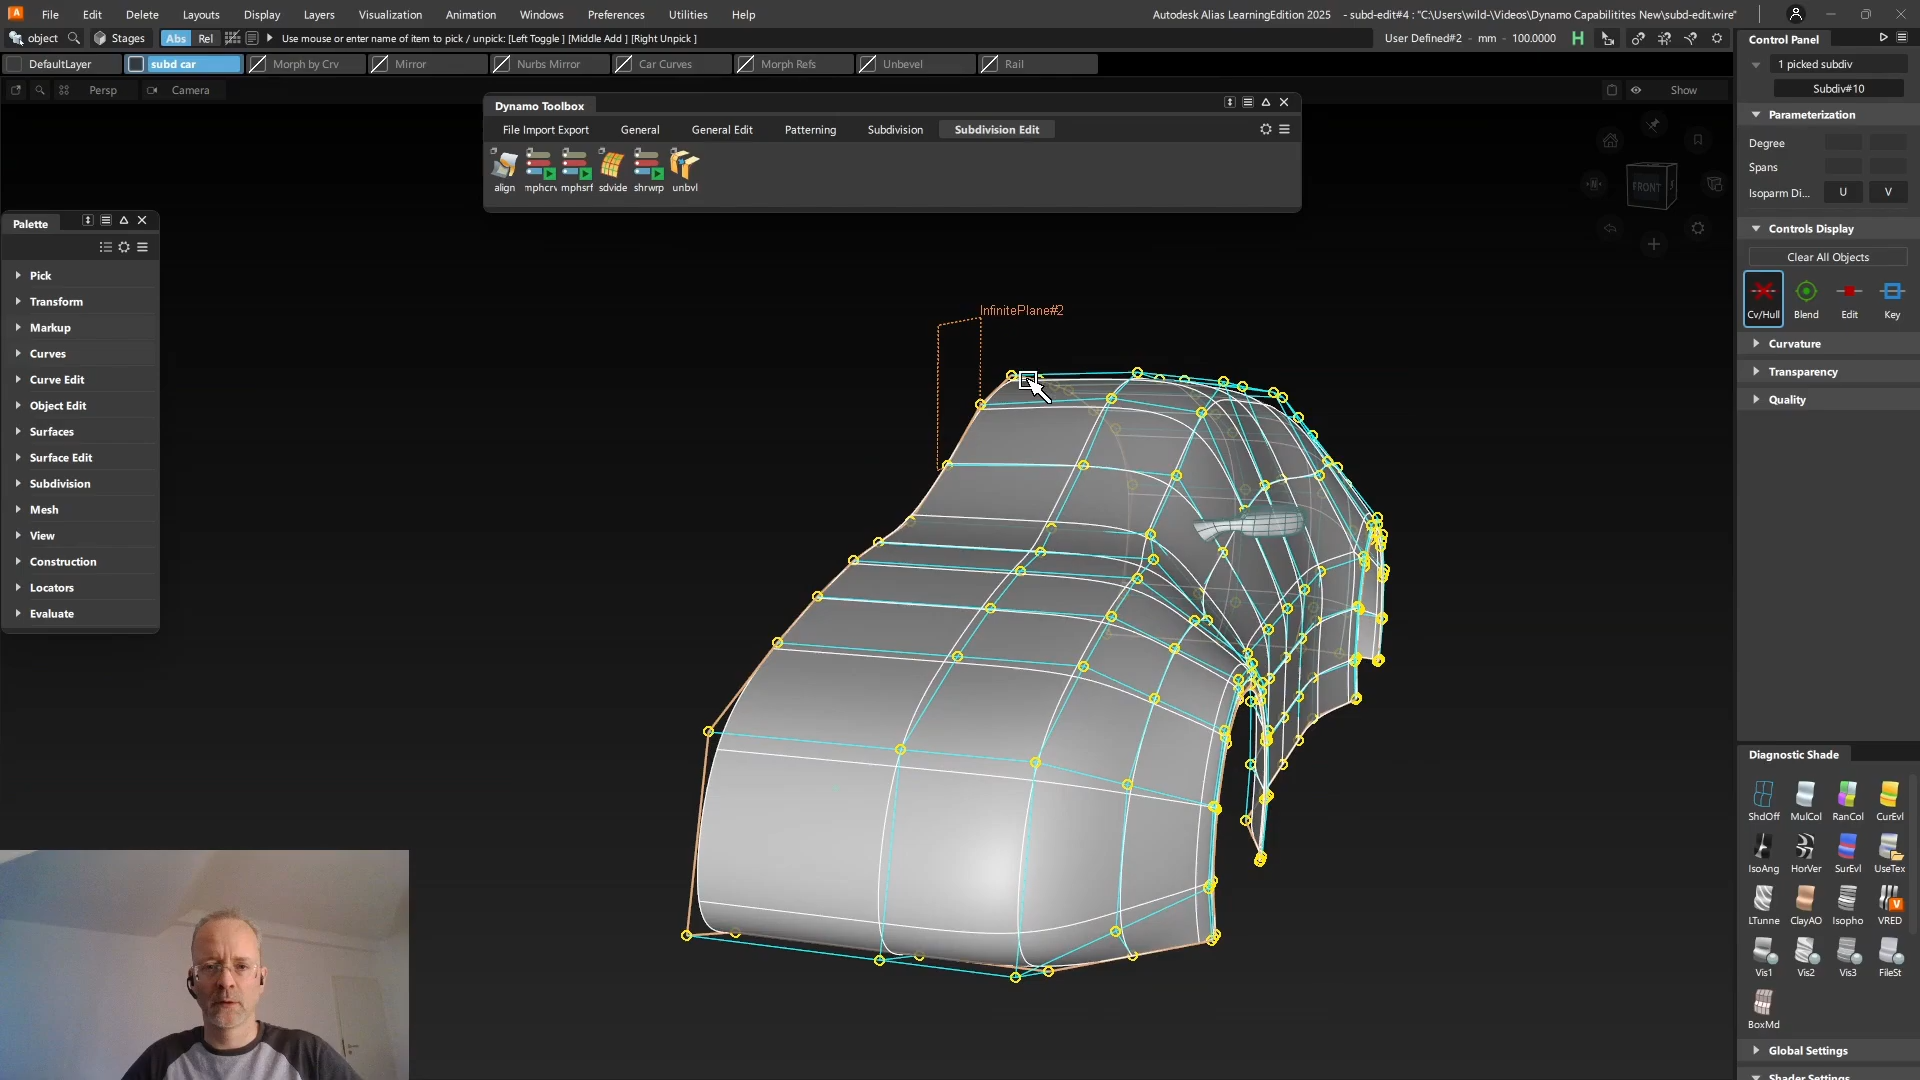 File Edit Delete Layouts Display Layers Visualization Animation Windows Preferences Utilities Help
Autodesk Alias LearningEdition 2025 - subd-edit#4 : "C:\Users\wild-\Videos\Dynamo Capabilitites New\subd-edit.wire"
object Stages Abs Rel Use mouse or enter name of item to pick / unpick: [Left Toggle ] [Middle Add ] [Right Unpick ] User Defined#2 - mm - 100.0000
DefaultLayer subd car Morph by Crv Mirror Nurbs Mirror Car Curves Morph Refs Unbevel Rail
Persp Camera Show
Dynamo Toolbox
File Import Export General General Edit Patterning Subdivision Subdivision Edit
align mphcrv mphsrf sdvide shrwrp unbvl
Palette
Pick
Transform
Markup
Curves
Curve Edit
Object Edit
Surfaces
Surface Edit
Subdivision
Mesh
View
Construction
Locators
Evaluate
InfinitePlane#2
FRONT
Control Panel
1 picked subdiv
Subdiv#10
Parameterization
Degree
Spans
Isoparm Di... U V
Controls Display
Clear All Objects
Cv/Hull Blend Edit Key
Curvature
Transparency
Quality
Diagnostic Shade
ShdOff MulCol RanCol CurEvl
IsoAng HorVer SurEvl UseTex
LTunne ClayAO Isopho VRED
Vis1 Vis2 Vis3 FileSt
BoxMd
Global Settings
Shader Settings